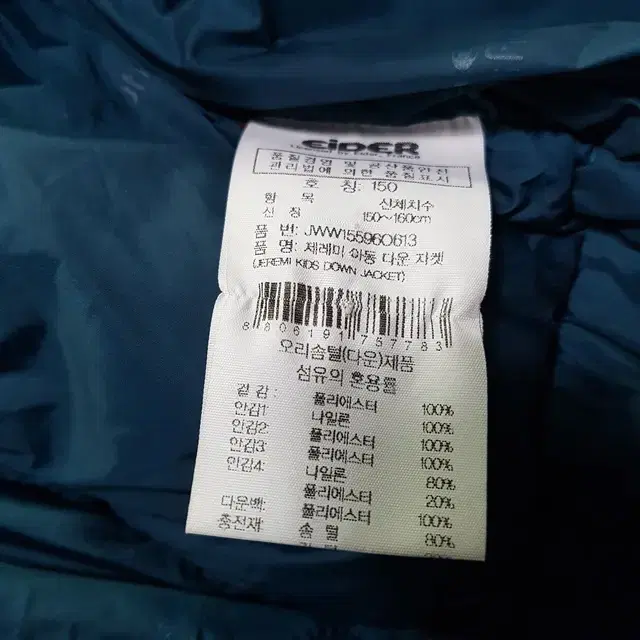 EiDER
품질경영 및 공산품안전
관리법에 의한 품질표시
호 칭: 150
항 목 신체치수
신 장 150~160cm
품 번: JWW15596O613
품 명: 제레미 아동 다운 자켓
(JEREMI KIDS DOWN JACKET)
8806191757783
오리솜털(다운)제품
섬유의 혼용률
겉 감: 폴리에스터 100%
안감1: 나일론 100%
안감2: 폴리에스터 100%
안감3: 폴리에스터 100%
안감4: 나일론 80%
폴리에스터 20%
다운백: 폴리에스터 100%
충전재: 솜 털 80%